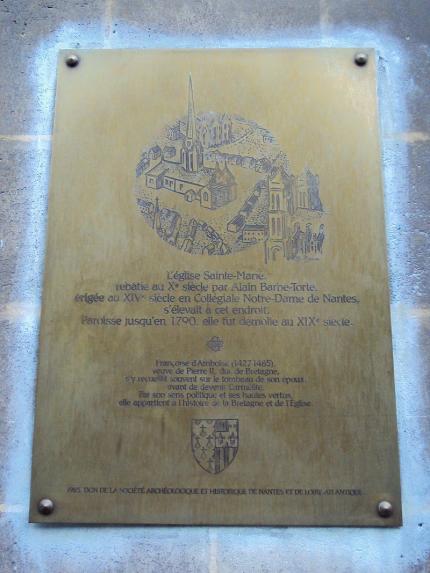 L'église Sainte-Marie,
rebâtie au Xe siècle par Alain Barbe-Torte,
érigée au XIVe siècle en Collégiale Notre-Dame de Nantes,
s'élevait à cet endroit.
Paroisse jusqu'en 1790, elle fut démolie au XIXe siècle.
Françoise d'Amboise (1427-1485),
veuve de Pierre II, duc de Bretagne,
s'y recueillit souvent sur le tombeau de son époux
avant de devenir Carmélite.
Par son sens politique et ses hautes vertus,
elle appartient à l'histoire de la Bretagne et de l'Église.
1985, DON DE LA SOCIÉTÉ ARCHÉOLOGIQUE ET HISTORIQUE DE NANTES ET DE LOIRE-ATLANTIQUE